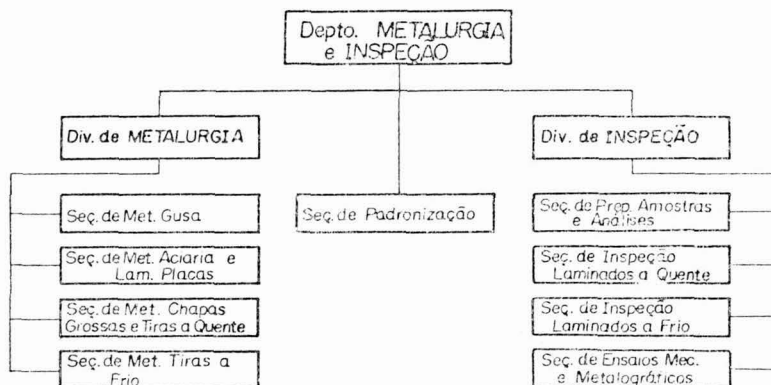 Depto. METALURGIA
e INSPEÇÃO
Div. de METALURGIA
Seç. de Met. Gusa
Seç. de Met. Aciaria e
Lam. Placas
Seç. de Met. Chapas
Grossas e Tiras a Quente
Seç. de Met. Tiras a
Frio
Seç. de Padronização
Div. de INSPEÇÃO
Seç. de Prep. Amostras
e Análises
Seç. de Inspeção
Laminados a Quente
Seç. de Inspeção
Laminados a Frio
Seç. de Ensaios Mec.
e Metalográficos